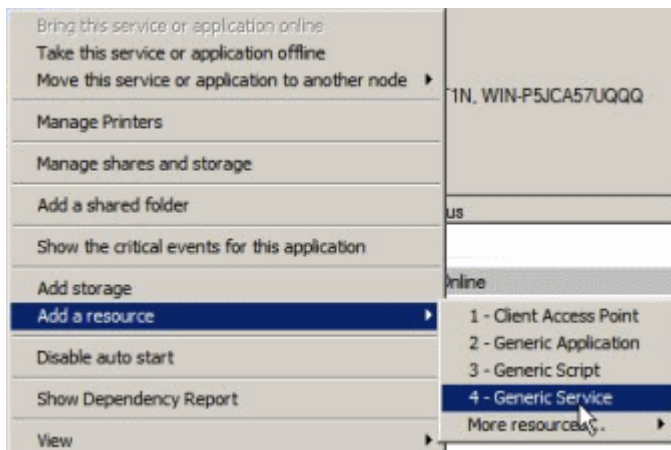 Bring this service or application online
Take this service or application offline
Move this service or application to another node
T1N, WIN-P5JCA57UQQQ
Manage Printers
Manage shares and storage
Add a shared folder
us
Show the critical events for this application
Add storage
Online
Add a resource
1 - Client Access Point
2 - Generic Application
Disable auto start
3 - Generic Script
Show Dependency Report
4 - Generic Service
More resources...
View